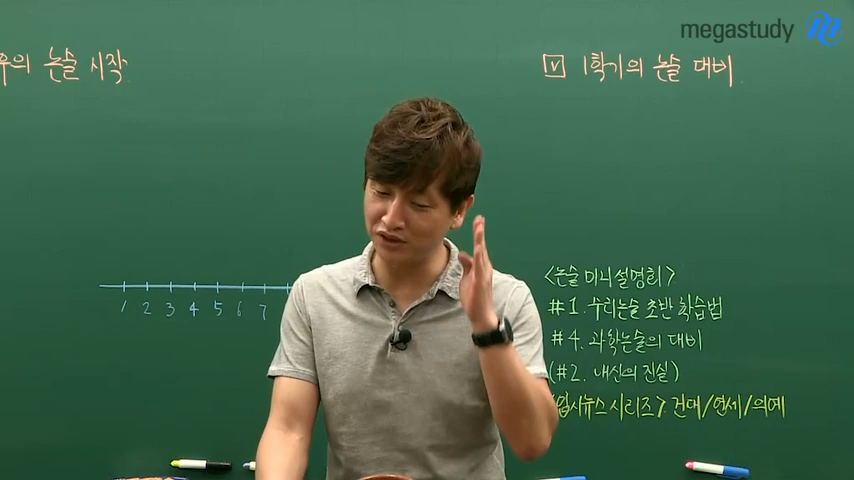 megastudy
우의 논술 시작
V 1학기의 논술 대비
1 2 3 4 5 6 7
<논술 미니 설명회>
#1. 수리논술 초반 학습법
#4. 과학논술의 대비
(#2. 내신의 진실)
입시뉴스 시리즈> 건대/연세/의예